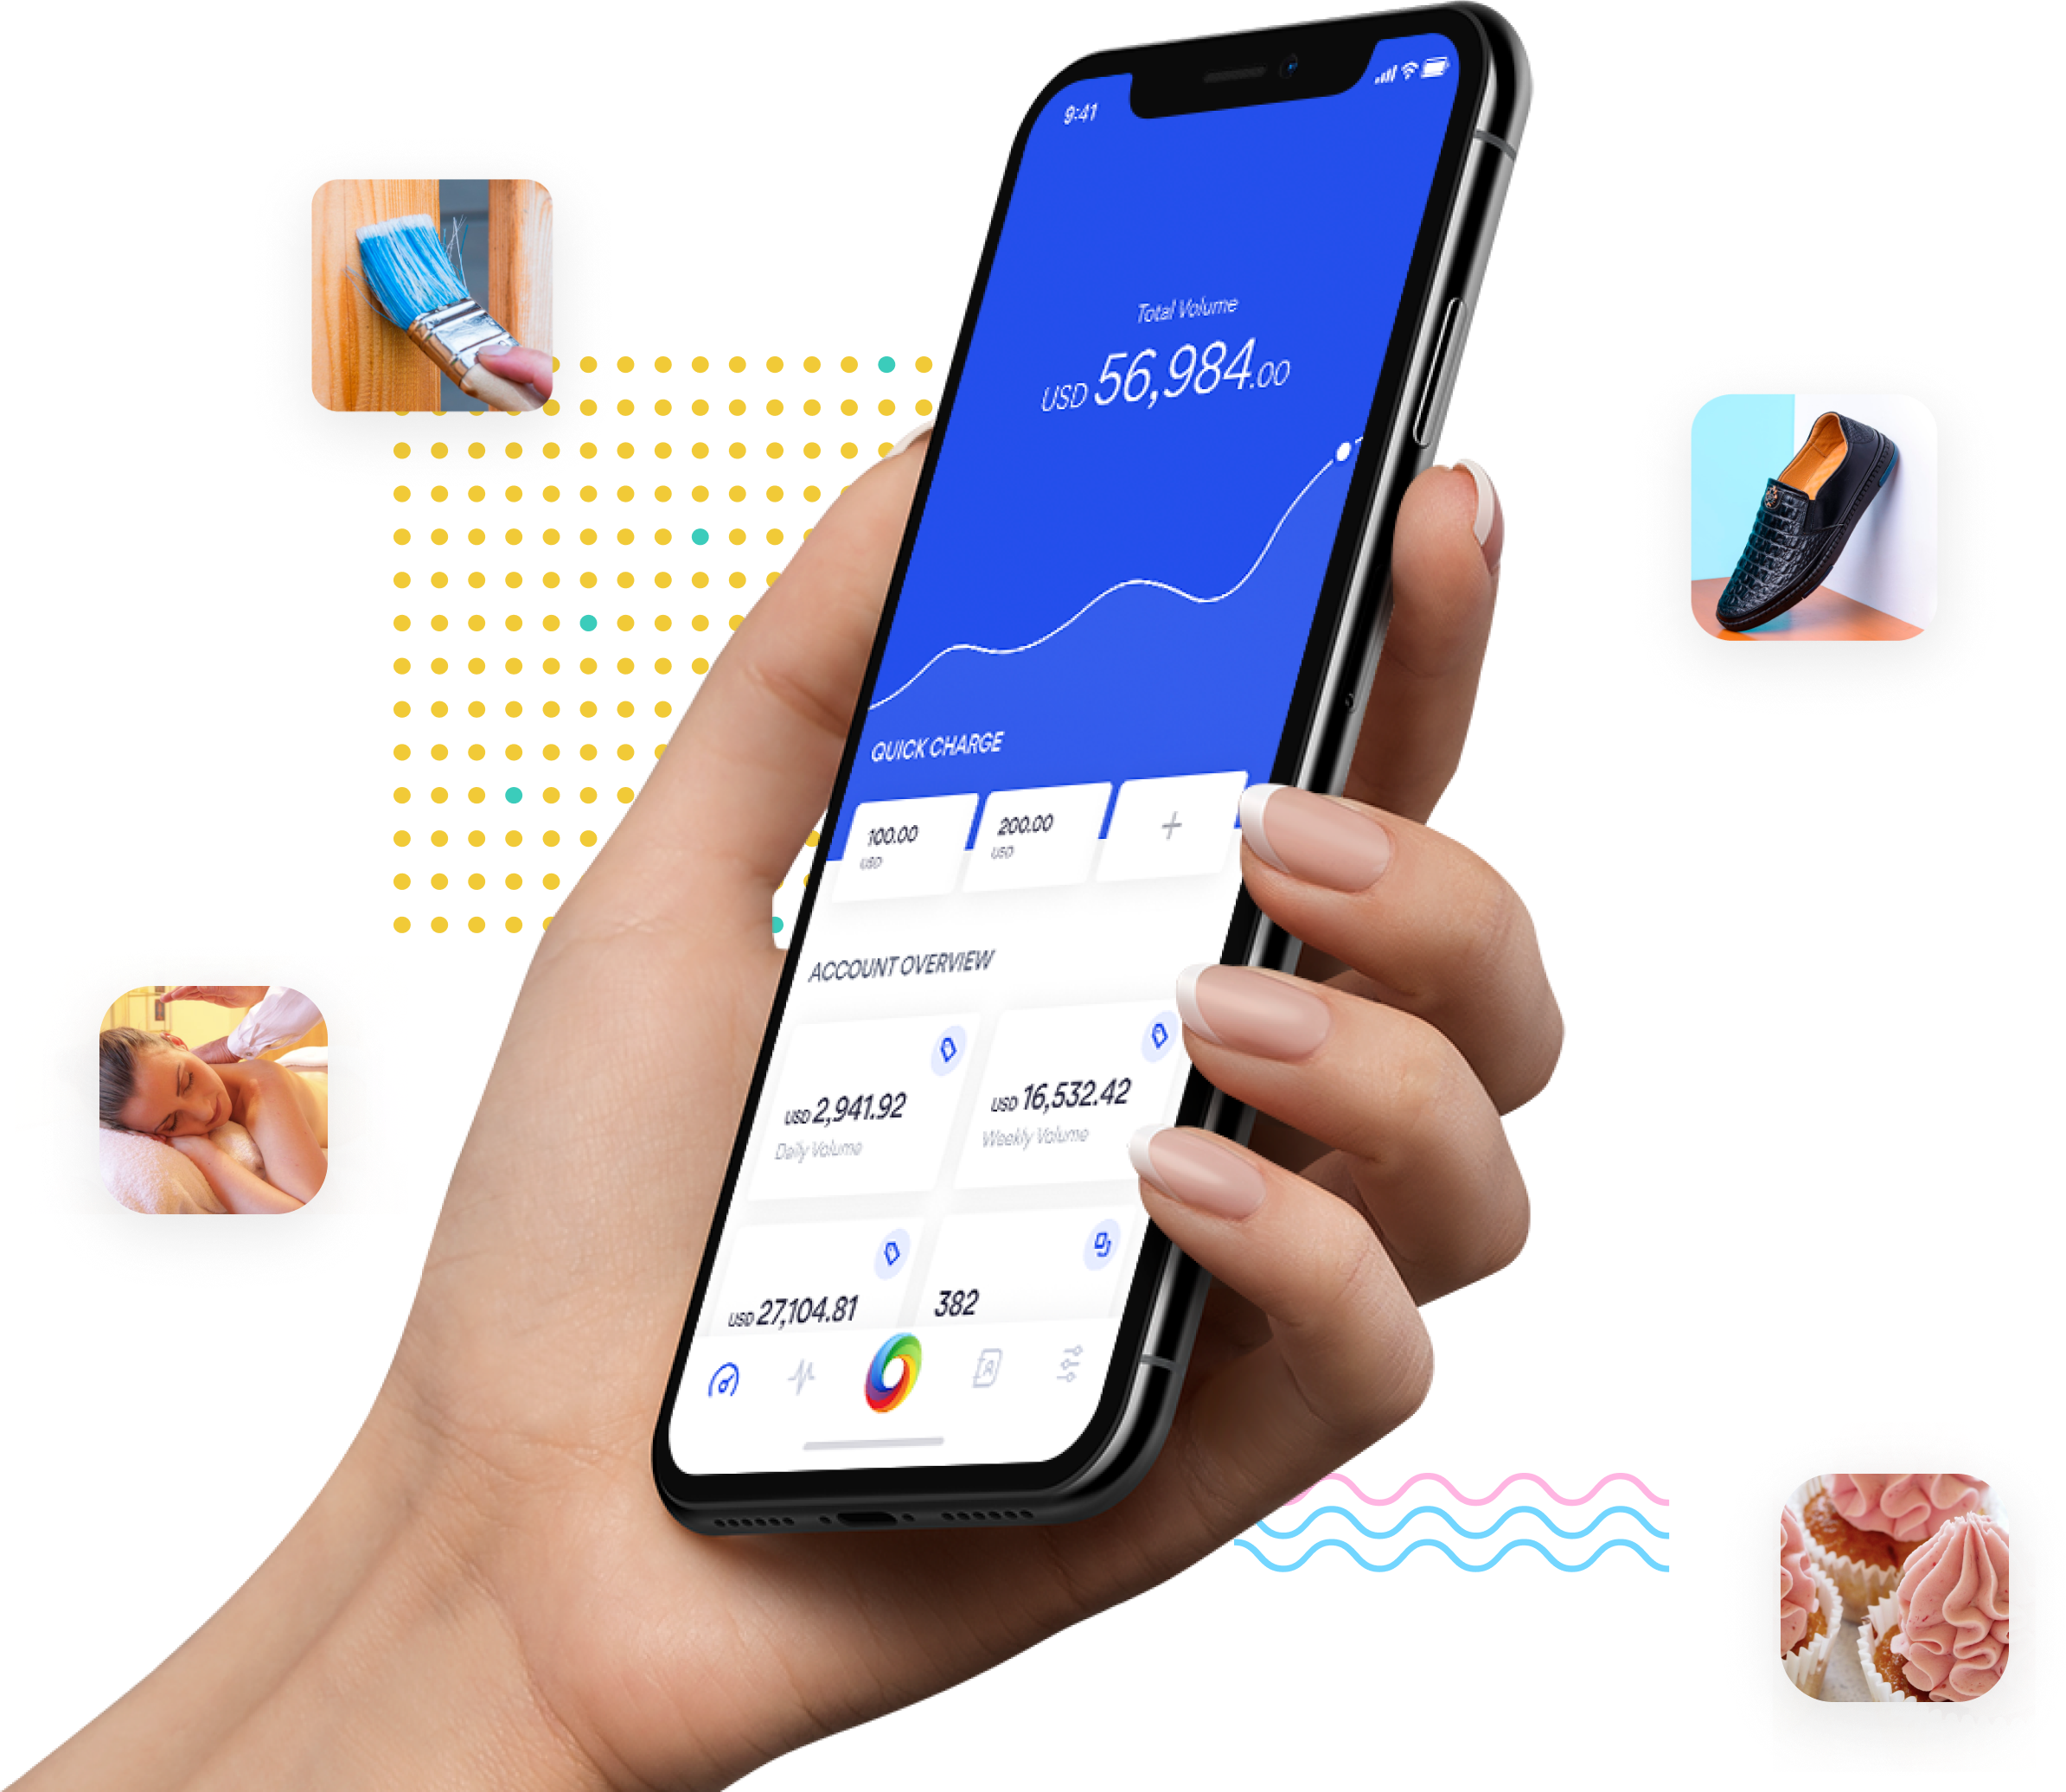 9:41
Total Volume
USD 56,984.00
QUICK CHARGE
100.00
USD
200.00
USD
+
ACCOUNT OVERVIEW
USD 2,941.92
Daily Volume
USD 16,532.42
Weekly Volume
USD 27,104.81
382